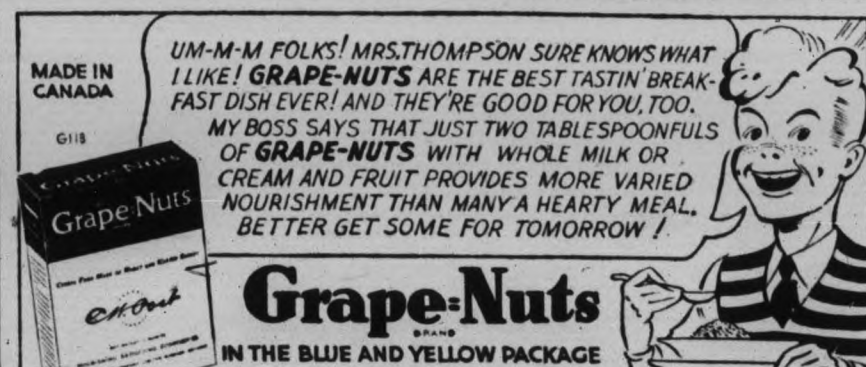 MADE IN
CANADA
G118
UM-M-M FOLKS! MRS. THOMPSON SURE KNOWS WHAT
I LIKE! GRAPE-NUTS ARE THE BEST TASTIN' BREAK-
FAST DISH EVER! AND THEY'RE GOOD FOR YOU, TOO.
MY BOSS SAYS THAT JUST TWO TABLESPOONFULS
OF GRAPE-NUTS WITH WHOLE MILK OR
CREAM AND FRUIT PROVIDES MORE VARIED
NOURISHMENT THAN MANY A HEARTY MEAL.
BETTER GET SOME FOR TOMORROW!
Grape-Nuts
Grape-Nuts
Grape=Nuts
BRAND
IN THE BLUE AND YELLOW PACKAGE